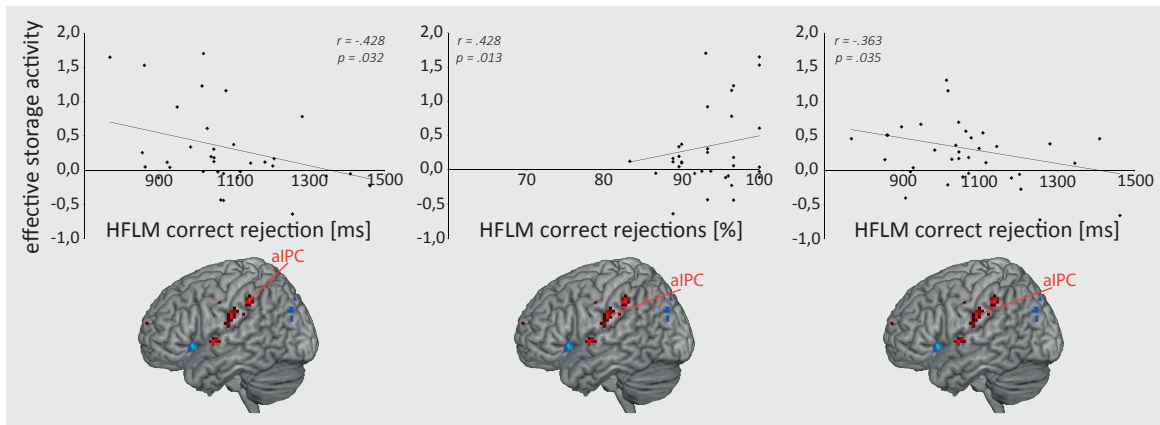 effective storage activity
2,0
1,5
1,0
0,5
0,0
-0,5
-1,0
r = -.428
p = .032
900 1100 1300 1500
HFLM correct rejection [ms]
aIPC
2,0
1,5
1,0
0,5
0,0
-0,5
-1,0
r = .428
p = .013
70 80 90 100
HFLM correct rejections [%]
aIPC
2,0
1,5
1,0
0,5
0,0
-0,5
-1,0
r = -.363
p = .035
900 1100 1300 1500
HFLM correct rejection [ms]
aIPC